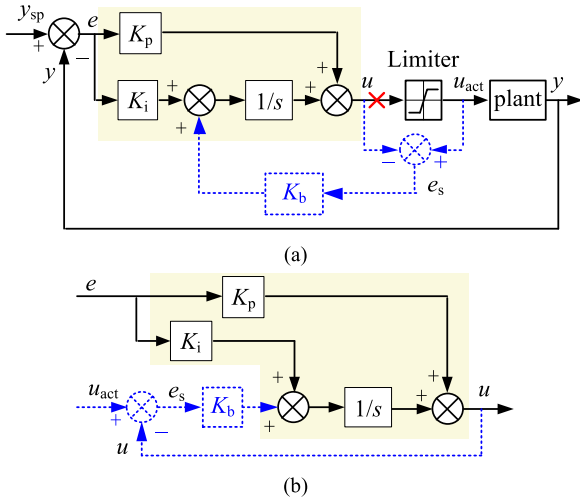 y_sp e K_p
+ y − + u Limiter u_act y
K_i + 1/s + plant
+
− +
K_b e_s
(a)
e K_p
K_i
+ +
u_act e_s K_b 1/s + u
+ − +
u
(b)